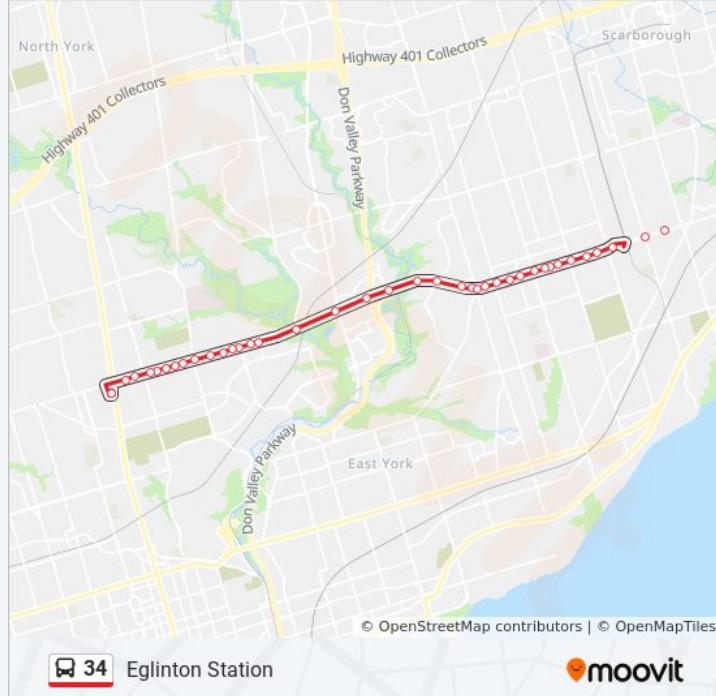 North York
Scarborough
Highway 401 Collectors
Highway 401 Collectors
Don Valley Parkway
East York
Don Valley Parkway
© OpenStreetMap contributors | © OpenMapTiles
34 Eglinton Station
moovit